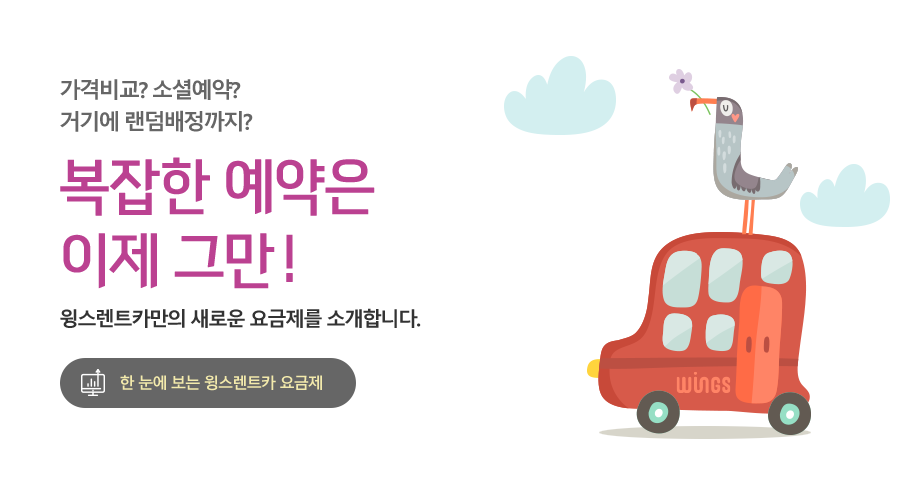 가격비교? 소셜예약?
거기에 랜덤배정까지?
복잡한 예약은
이제 그만!
윙스렌트카만의 새로운 요금제를 소개합니다.
한 눈에 보는 윙스렌트카 요금제
WINGS